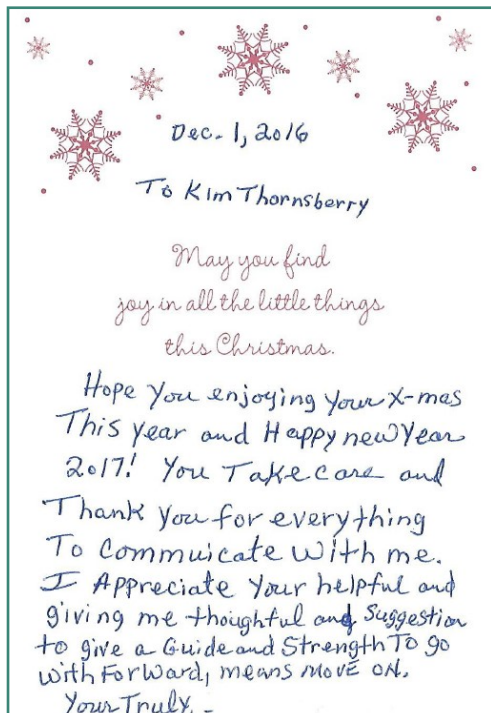 Dec. 1, 2016
To Kim Thornsberry
May you find
joy in all the little things
this Christmas.
Hope You enjoying Your X-mas
This year and Happy new Year
2017! You Take care and
Thank You for everything
To Commuicate With me.
I Appreciate Your helpful and
giving me thoughtful and Suggestion
to give a Guide and Strength To go
with ForWard, means Move ON.
Your Truly, -